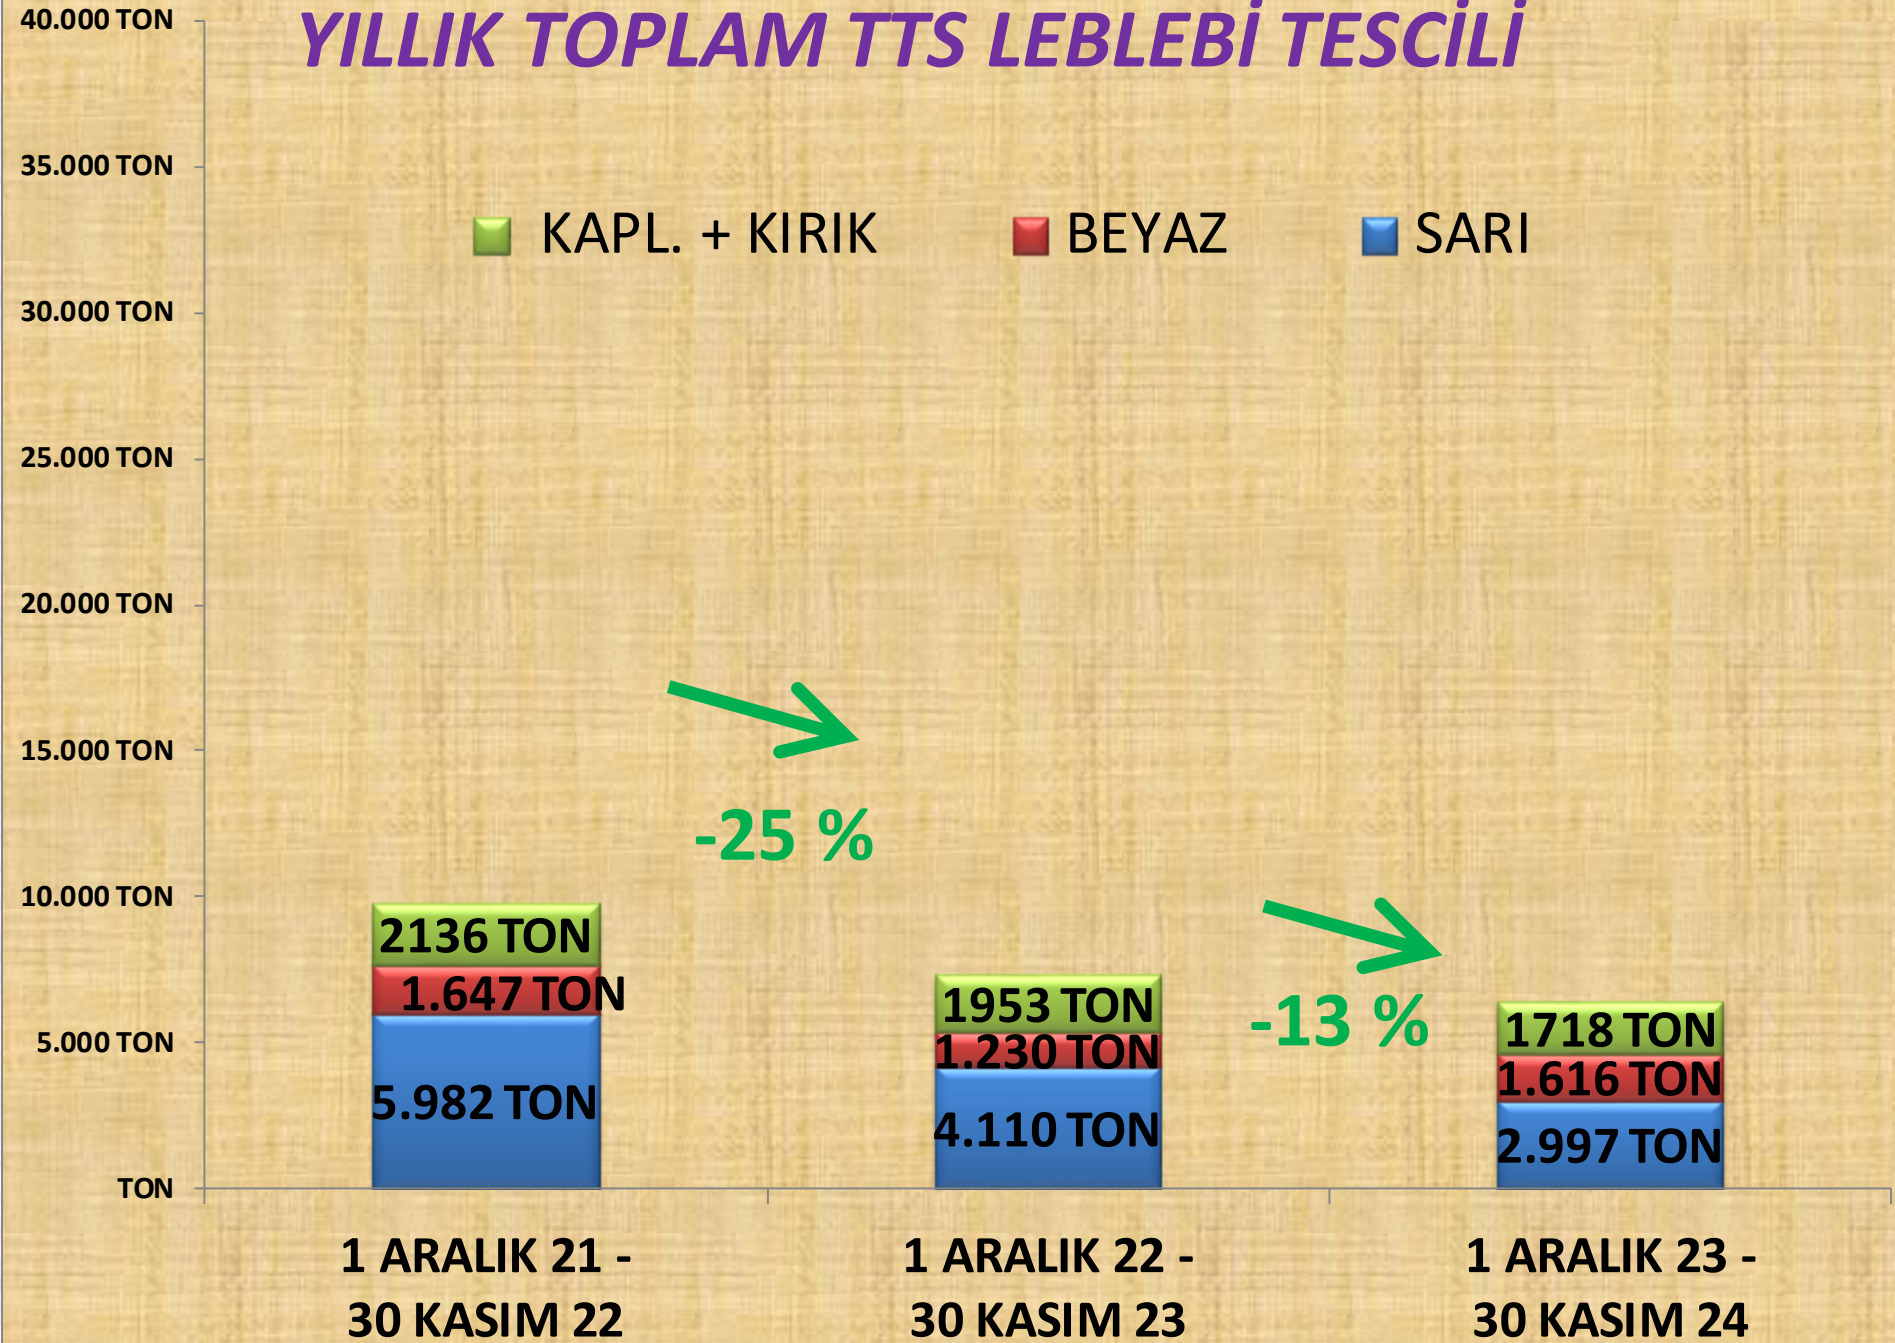 YILLIK TOPLAM TTS LEBLEBİ TESCİLİ
40.000 TON
35.000 TON
30.000 TON
25.000 TON
20.000 TON
15.000 TON
10.000 TON
5.000 TON
TON
KAPL. + KIRIK
BEYAZ
SARI
-25 %
-13 %
2136 TON
1.647 TON
5.982 TON
1953 TON
1.230 TON
4.110 TON
1718 TON
1.616 TON
2.997 TON
1 ARALIK 21 -
30 KASIM 22
1 ARALIK 22 -
30 KASIM 23
1 ARALIK 23 -
30 KASIM 24